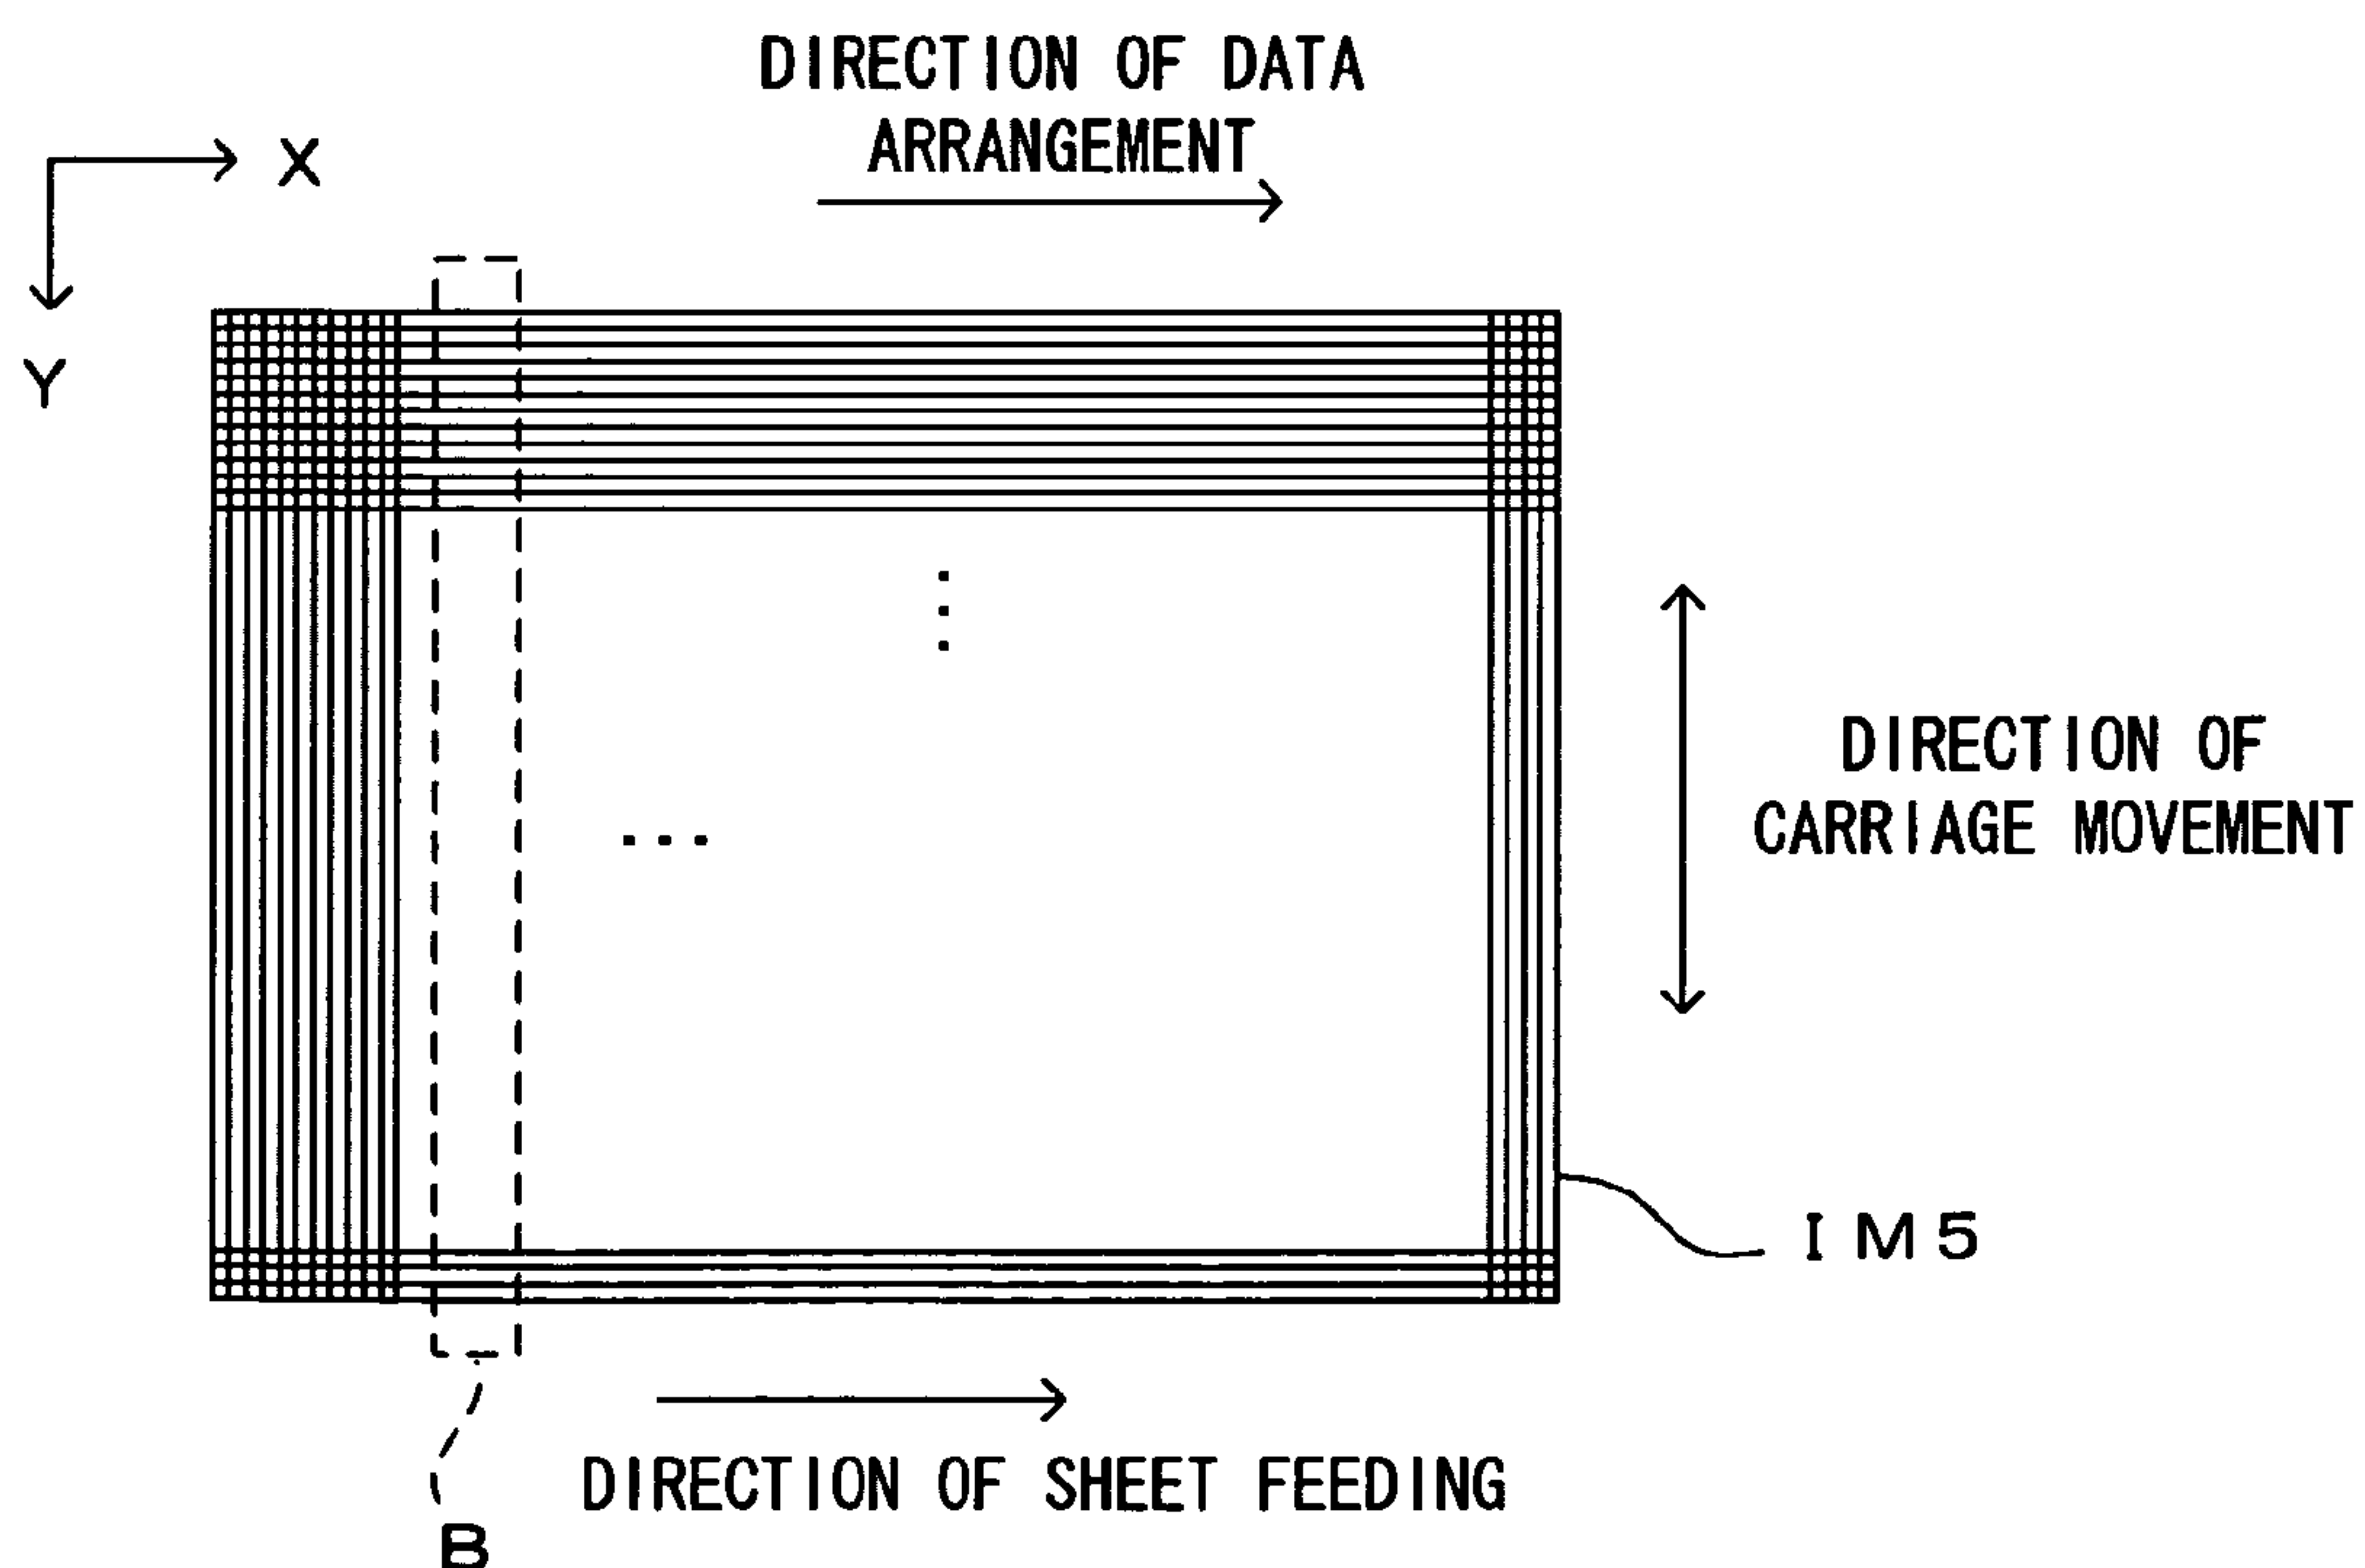 DIRECTION OF DATA
ARRANGEMENT
X
Y
DIRECTION OF
CARRIAGE MOVEMENT
IM5
DIRECTION OF SHEET FEEDING
B